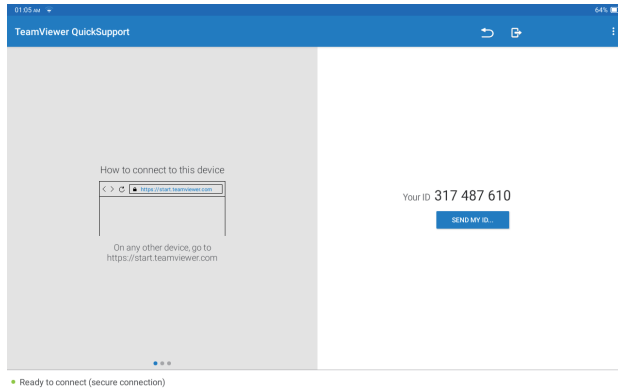 01:05 AM
64%
TeamViewer QuickSupport
How to connect to this device
https://start.teamviewer.com
On any other device, go to
https://start.teamviewer.com
Your ID 317 487 610
SEND MY ID...
Ready to connect (secure connection)